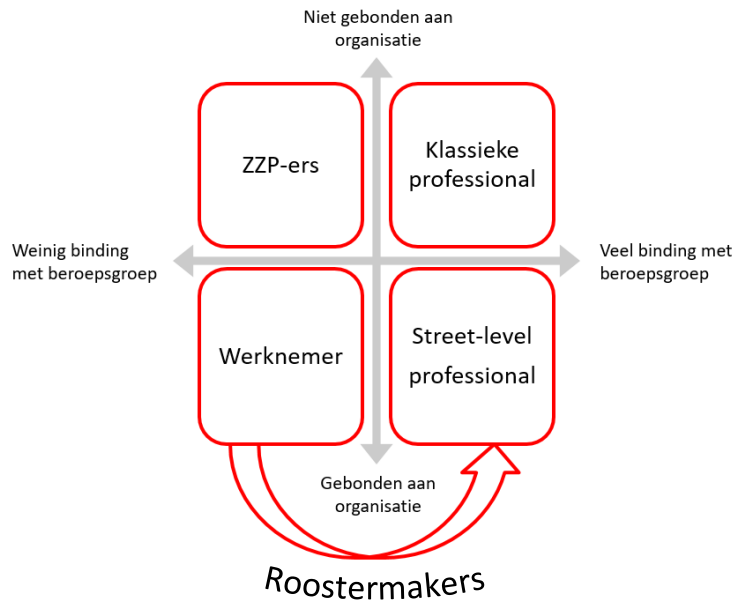 Niet gebonden aan
organisatie
ZZP-ers
Klassieke
professional
Weinig binding
met beroepsgroep
Veel binding met
beroepsgroep
Werknemer
Street-level
professional
Gebonden aan
organisatie
Roostermakers